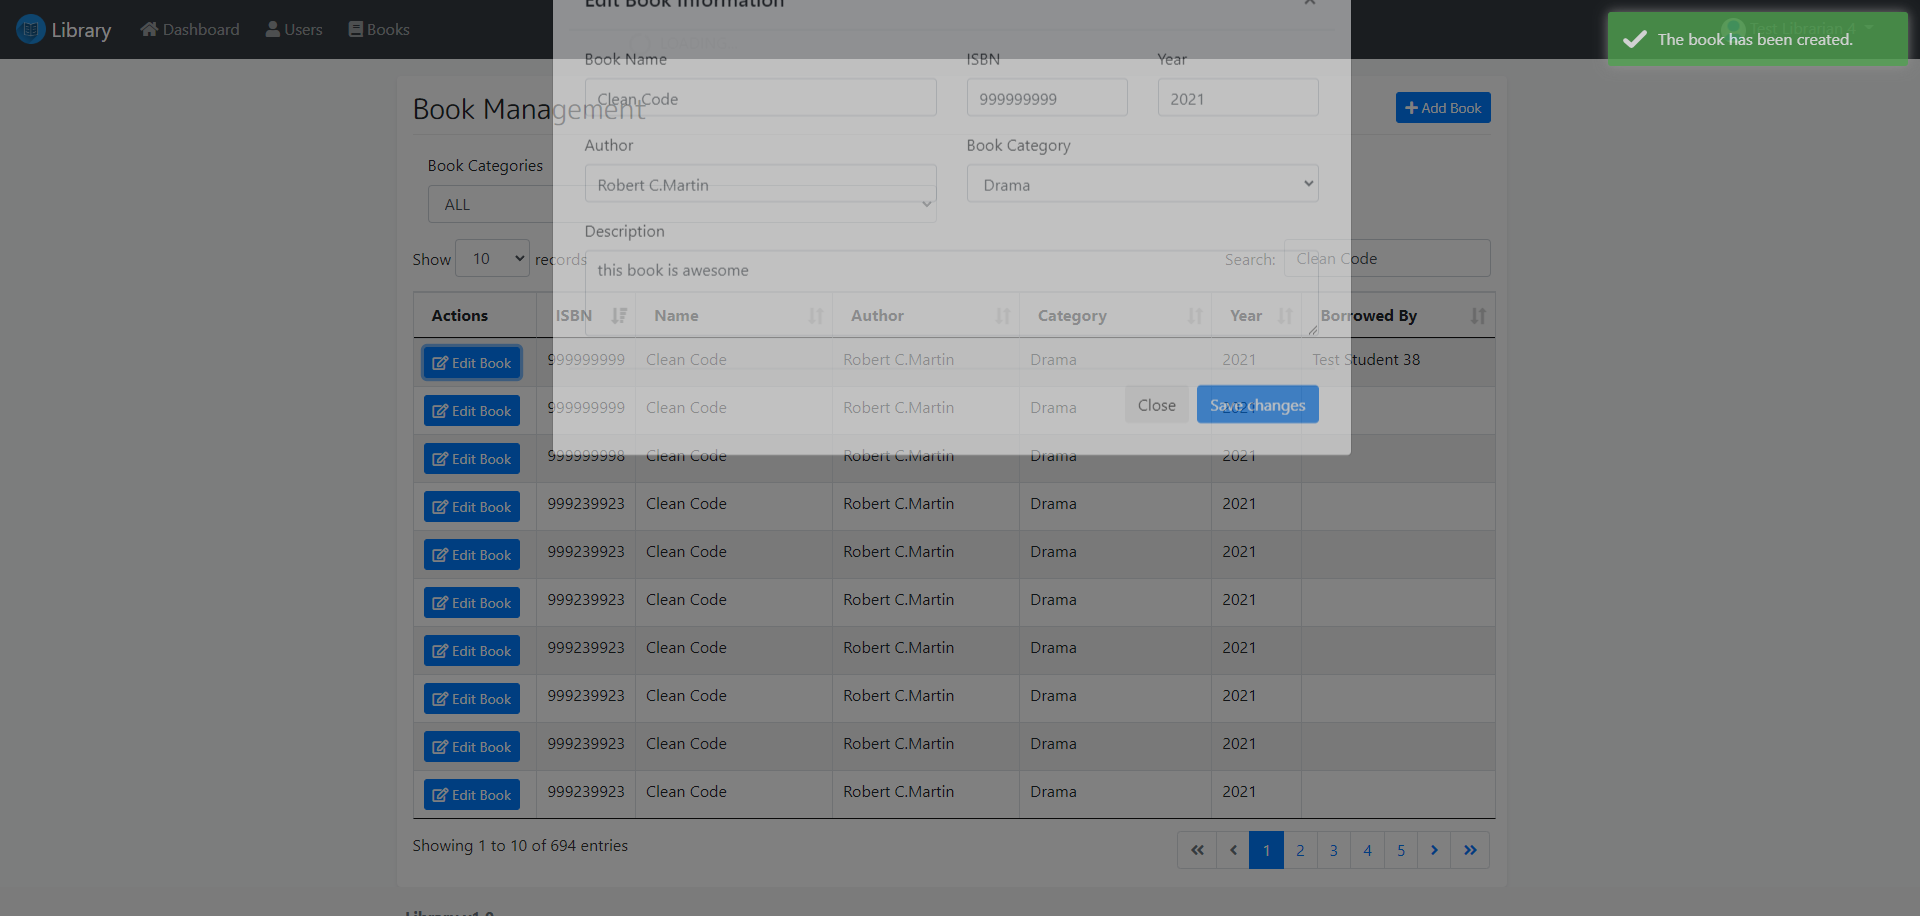 Library Dashboard Users Books
Test Librarian 4
The book has been created.
Edit Book Information
Book Name ISBN Year
Clean Code 999999999 2021
Book Management
Add Book
Author Book Category
Robert C.Martin Drama
Book Categories
ALL
Description
this book is awesome
Show 10 records Search: Clean Code
Actions ISBN Name Author Category Year Borrowed By
Edit Book 999999999 Clean Code Robert C.Martin Drama 2021 Test Student 38
Edit Book 999999999 Clean Code Robert C.Martin Drama 2021
Close Save changes
Edit Book 999999998 Clean Code Robert C.Martin Drama 2021
Edit Book 999239923 Clean Code Robert C.Martin Drama 2021
Edit Book 999239923 Clean Code Robert C.Martin Drama 2021
Edit Book 999239923 Clean Code Robert C.Martin Drama 2021
Edit Book 999239923 Clean Code Robert C.Martin Drama 2021
Edit Book 999239923 Clean Code Robert C.Martin Drama 2021
Edit Book 999239923 Clean Code Robert C.Martin Drama 2021
Edit Book 999239923 Clean Code Robert C.Martin Drama 2021
Showing 1 to 10 of 694 entries
1 2 3 4 5
Library v1.0